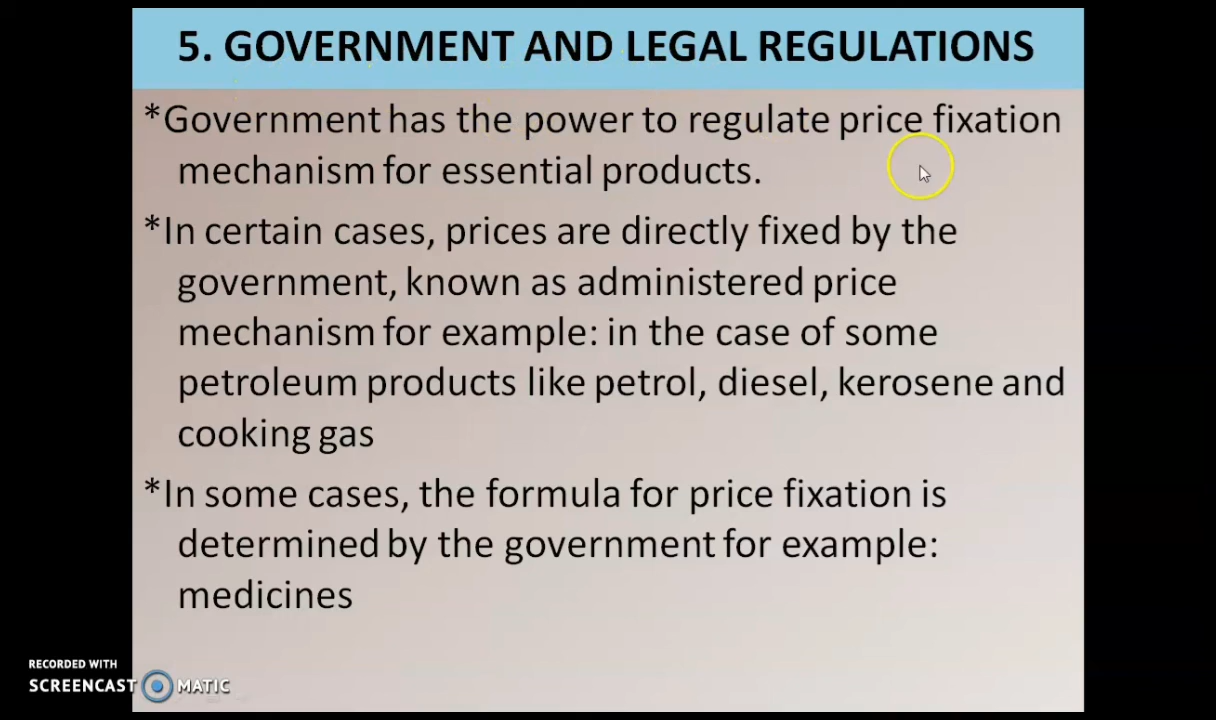 5. GOVERNMENT AND LEGAL REGULATIONS
*Government has the power to regulate price fixation
mechanism for essential products.
*In certain cases, prices are directly fixed by the
government, known as administered price
mechanism for example: in the case of some
petroleum products like petrol, diesel, kerosene and
cooking gas
*In some cases, the formula for price fixation is
determined by the government for example:
medicines
RECORDED WITH
SCREENCAST MATIC